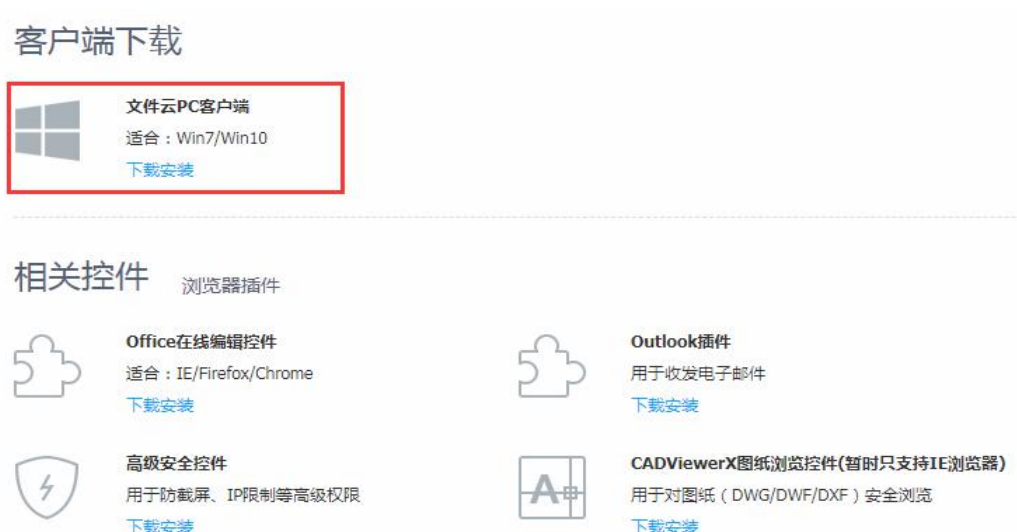 客户端下载
文件云PC客户端
适合：Win7/Win10
下载安装
相关控件 浏览器插件
Office在线编辑控件
适合：IE/Firefox/Chrome
下载安装
Outlook插件
用于收发电子邮件
下载安装
高级安全控件
用于防截屏、IP限制等高级权限
下载安装
CADViewerX图纸浏览控件(暂时只支持IE浏览器)
用于对图纸（DWG/DWF/DXF）安全浏览
下载安装